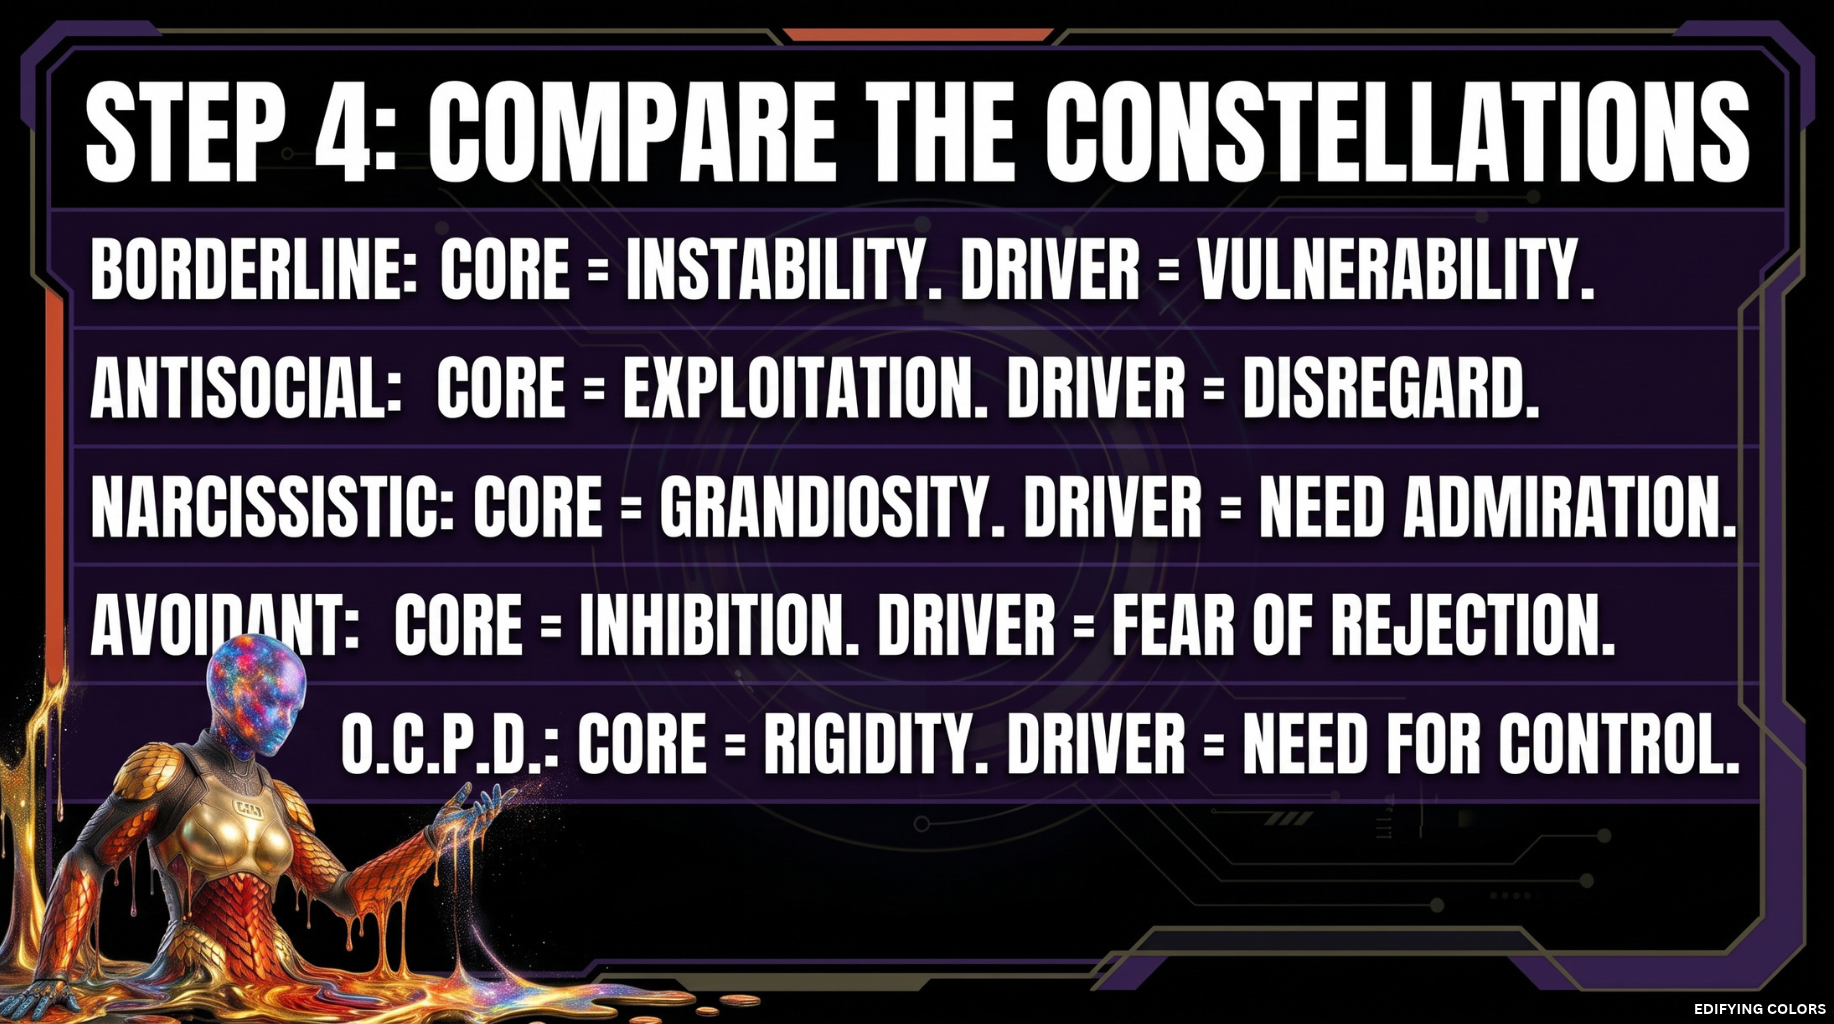 STEP 4: COMPARE THE CONSTELLATIONS
BORDERLINE: CORE = INSTABILITY. DRIVER = VULNERABILITY.
ANTISOCIAL: CORE = EXPLOITATION. DRIVER = DISREGARD.
NARCISSISTIC: CORE = GRANDIOSITY. DRIVER = NEED ADMIRATION.
AVOIDANT: CORE = INHIBITION. DRIVER = FEAR OF REJECTION.
O.C.P.D.: CORE = RIGIDITY. DRIVER = NEED FOR CONTROL.
EDIFYING COLORS